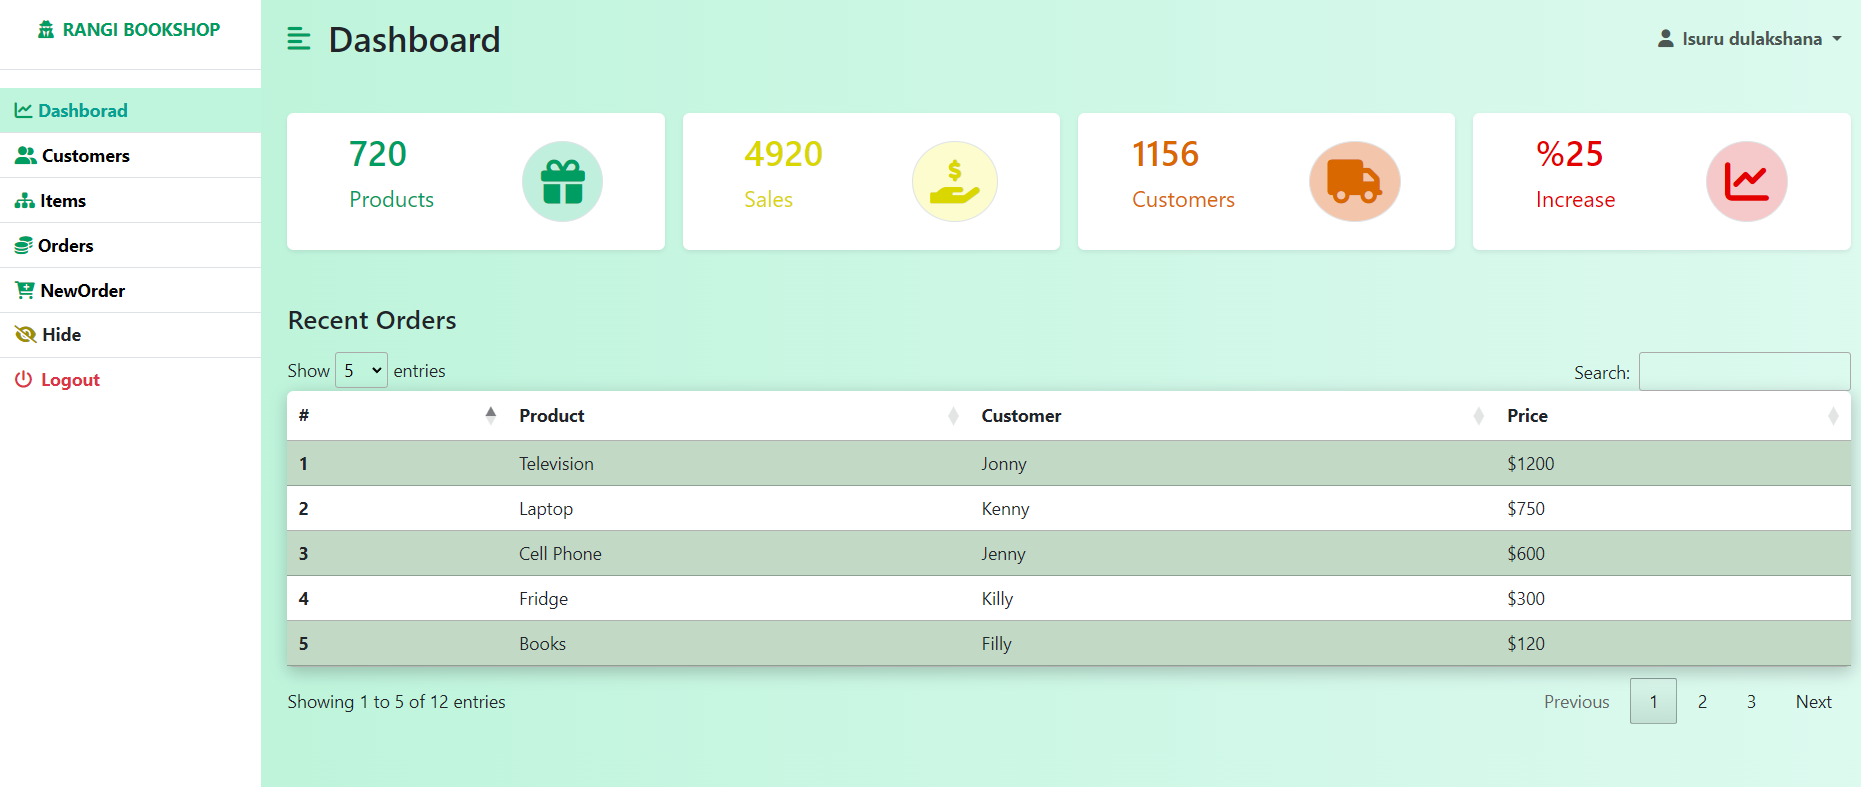 RANGI BOOKSHOP
Dashborad
Customers
Items
Orders
NewOrder
Hide
Logout
Dashboard
Isuru dulakshana
720
Products
4920
Sales
1156
Customers
%25
Increase
Recent Orders
Show 5 entries
Search:
# Product Customer Price
1 Television Jonny $1200
2 Laptop Kenny $750
3 Cell Phone Jenny $600
4 Fridge Killy $300
5 Books Filly $120
Showing 1 to 5 of 12 entries
Previous 1 2 3 Next